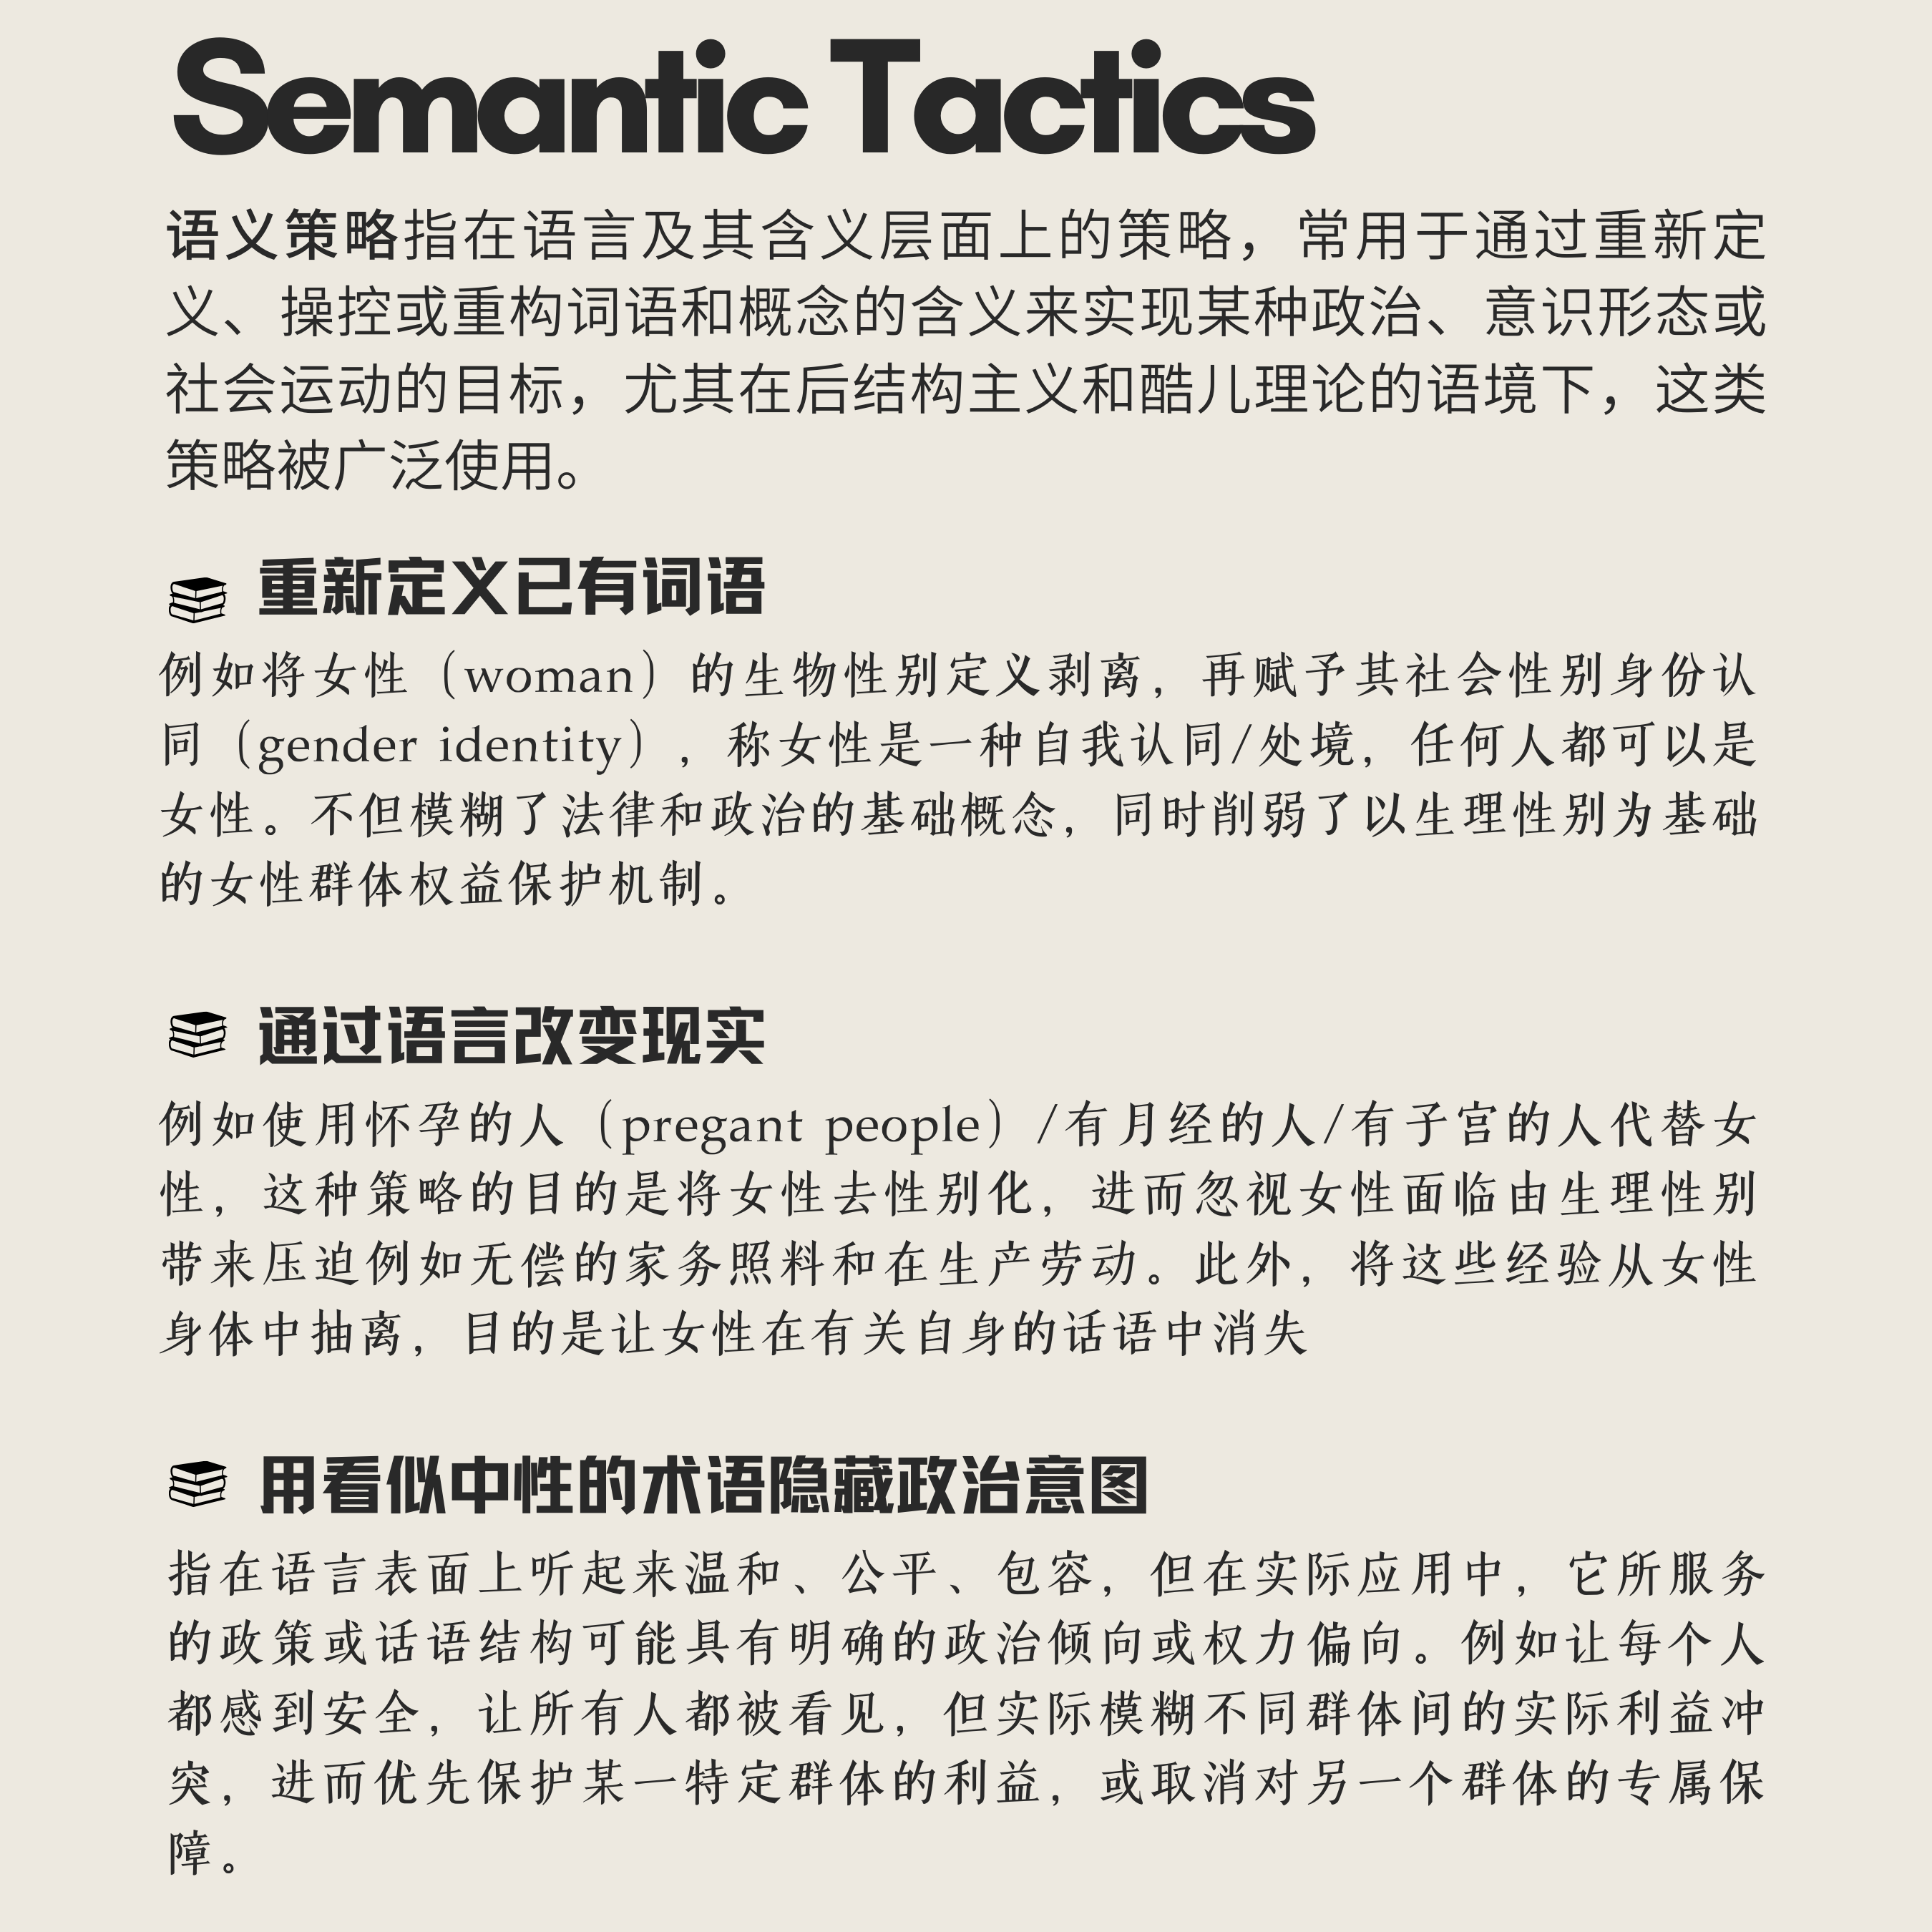 Semantic Tactics
语义策略指在语言及其含义层面上的策略，常用于通过重新定
义、操控或重构词语和概念的含义来实现某种政治、意识形态或
社会运动的目标，尤其在后结构主义和酷儿理论的语境下，这类
策略被广泛使用。
重新定义已有词语
例如将女性（woman）的生物性别定义剥离，再赋予其社会性别身份认
同（gender identity），称女性是一种自我认同/处境，任何人都可以是
女性。不但模糊了法律和政治的基础概念，同时削弱了以生理性别为基础
的女性群体权益保护机制。
通过语言改变现实
例如使用怀孕的人（pregant people）/有月经的人/有子宫的人代替女
性，这种策略的目的是将女性去性别化，进而忽视女性面临由生理性别
带来压迫例如无偿的家务照料和在生产劳动。此外，将这些经验从女性
身体中抽离，目的是让女性在有关自身的话语中消失
用看似中性的术语隐藏政治意图
指在语言表面上听起来温和、公平、包容，但在实际应用中，它所服务
的政策或话语结构可能具有明确的政治倾向或权力偏向。例如让每个人
都感到安全，让所有人都被看见，但实际模糊不同群体间的实际利益冲
突，进而优先保护某一特定群体的利益，或取消对另一个群体的专属保
障。